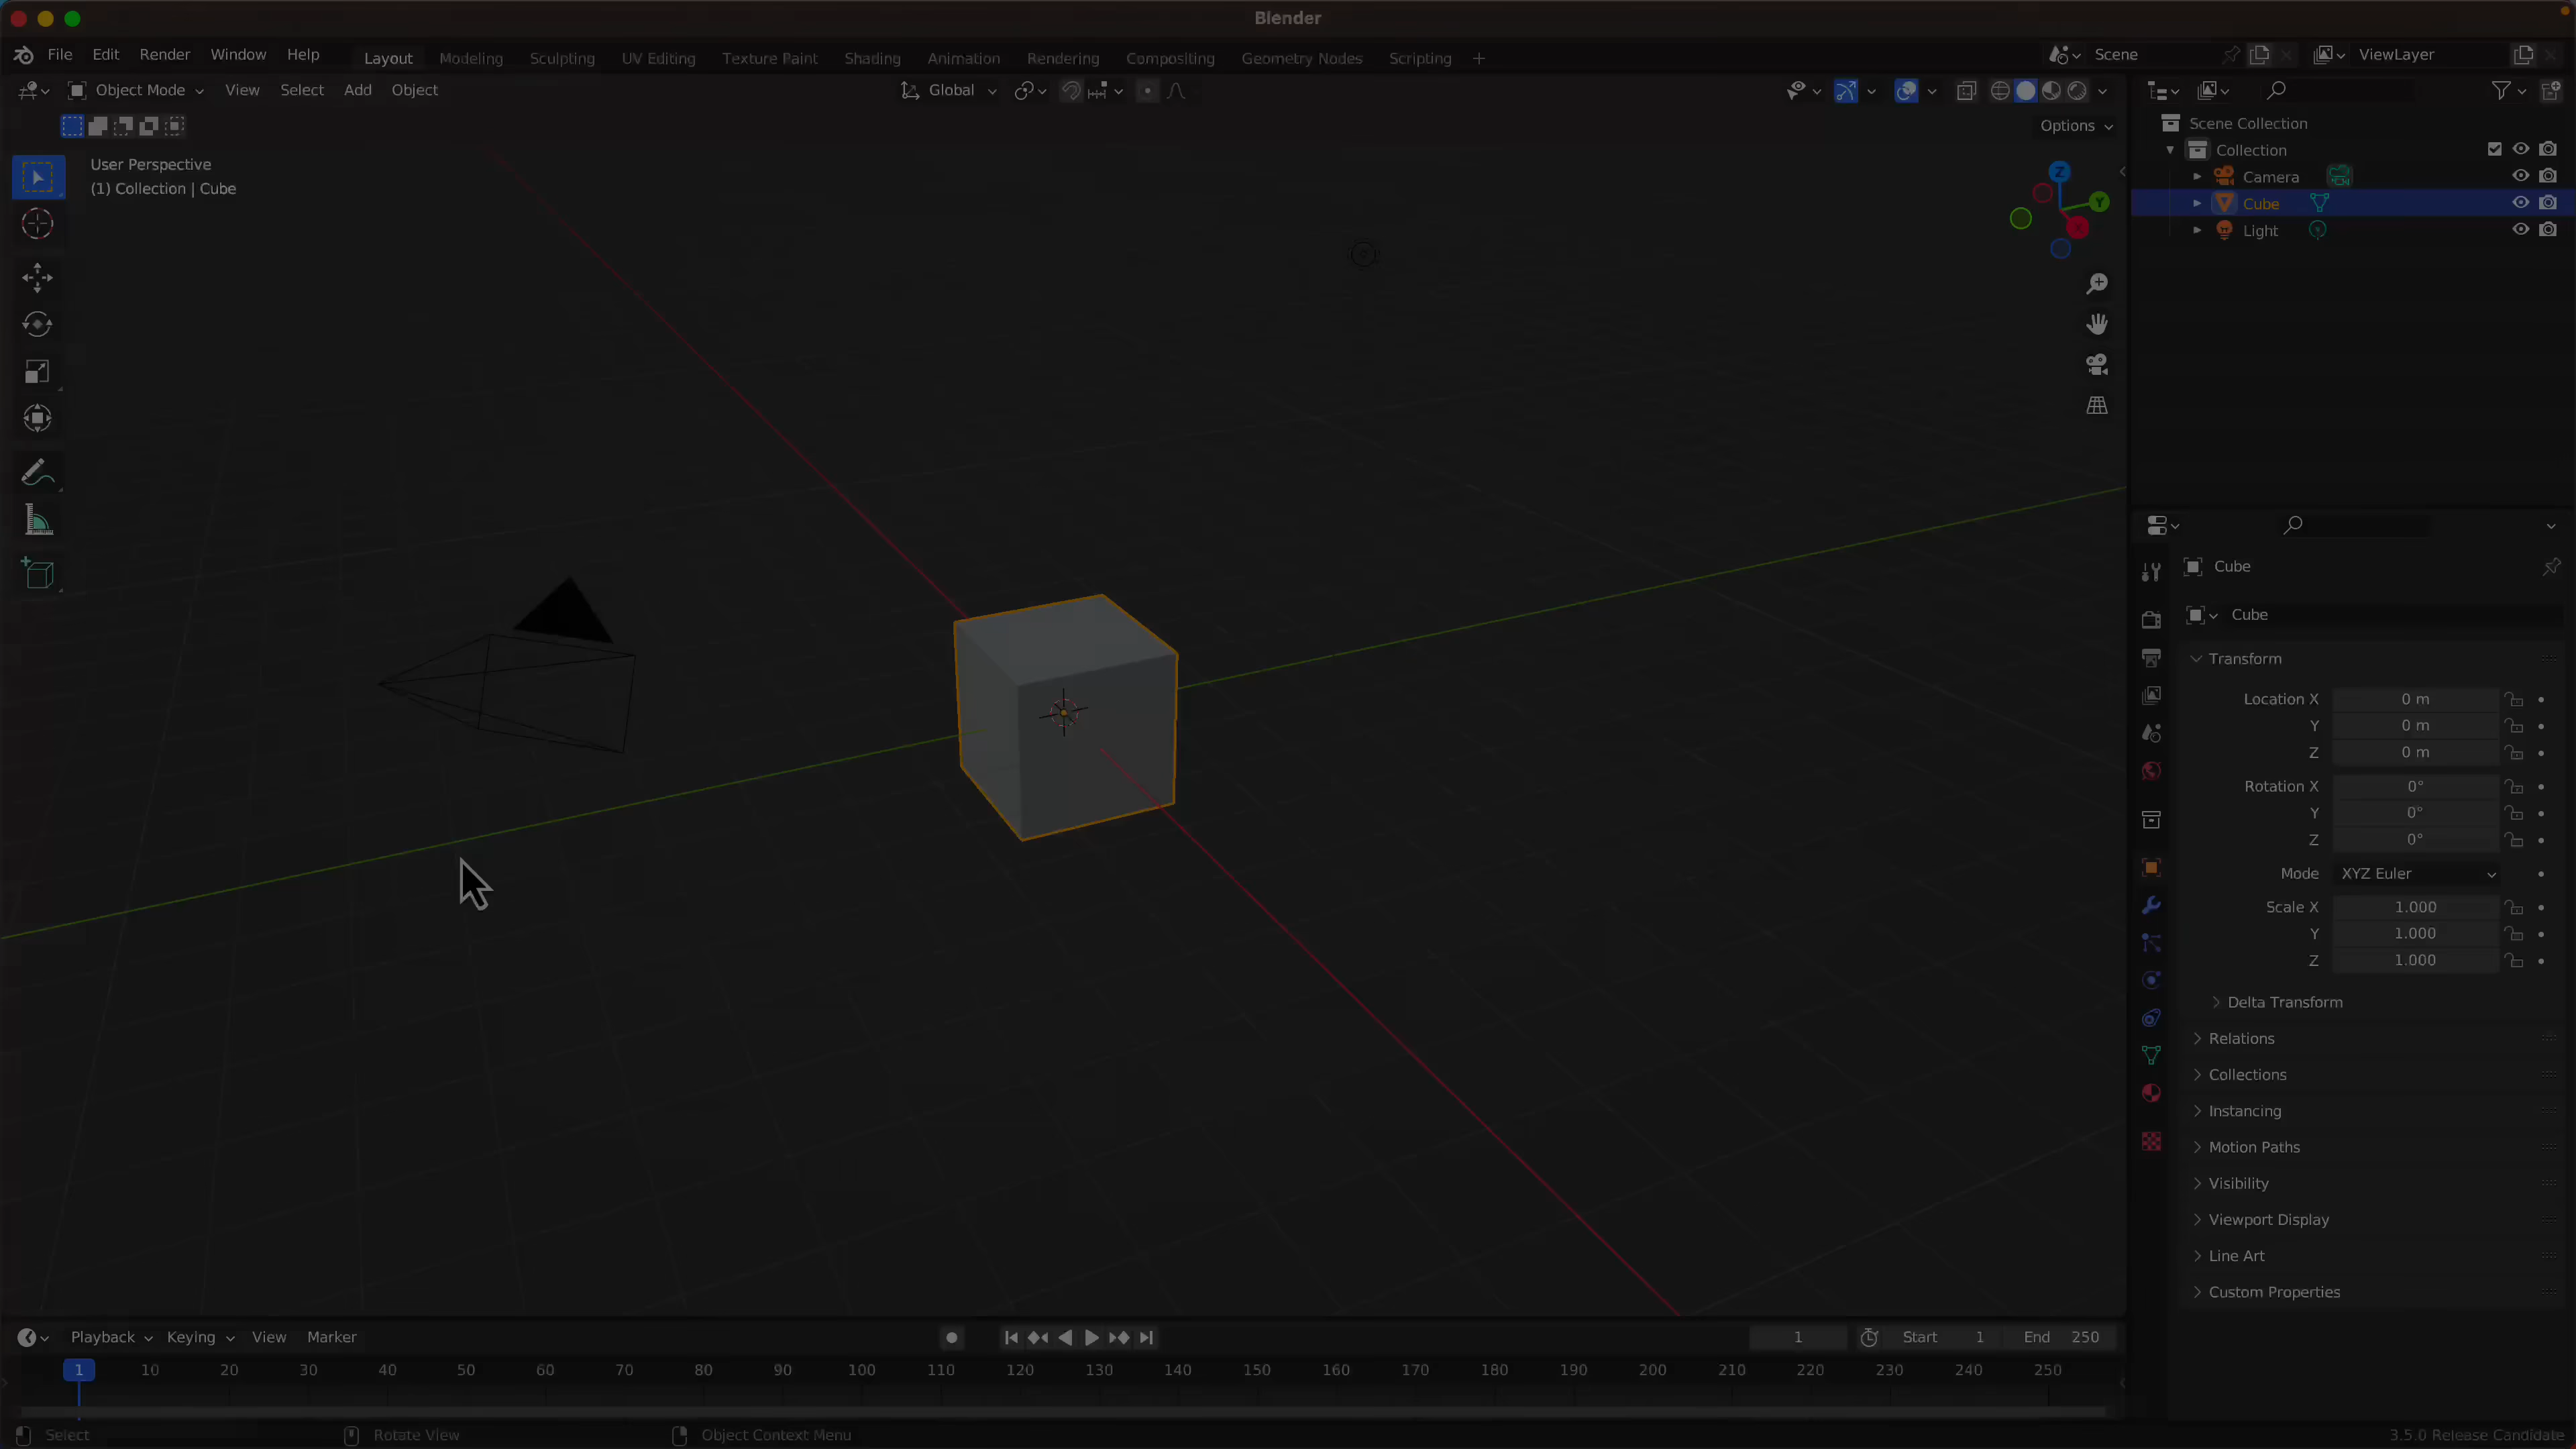 Blender
File Edit Render Window Help Layout Modeling Sculpting UV Editing Texture Paint Shading Animation Rendering Compositing Geometry Nodes Scripting + Scene ViewLayer
Object Mode View Select Add Object Global
Options
User Perspective
(1) Collection | Cube
Z
Y
X
Scene Collection
Collection
Camera
Cube
Light
Cube
Cube
Transform
Location X 0 m
Y 0 m
Z 0 m
Rotation X 0°
Y 0°
Z 0°
Mode XYZ Euler
Scale X 1.000
Y 1.000
Z 1.000
Delta Transform
Relations
Collections
Instancing
Motion Paths
Visibility
Viewport Display
Line Art
Custom Properties
Playback Keying View Marker 1 Start 1 End 250
1 10 20 30 40 50 60 70 80 90 100 110 120 130 140 150 160 170 180 190 200 210 220 230 240 250
Select Rotate View Object Context Menu 3.5.0 Release Candidate